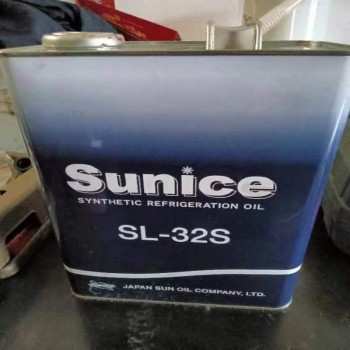 Sunice
SYNTHETIC REFRIGERATION OIL
SL-32S
JAPAN SUN OIL COMPANY, LTD.